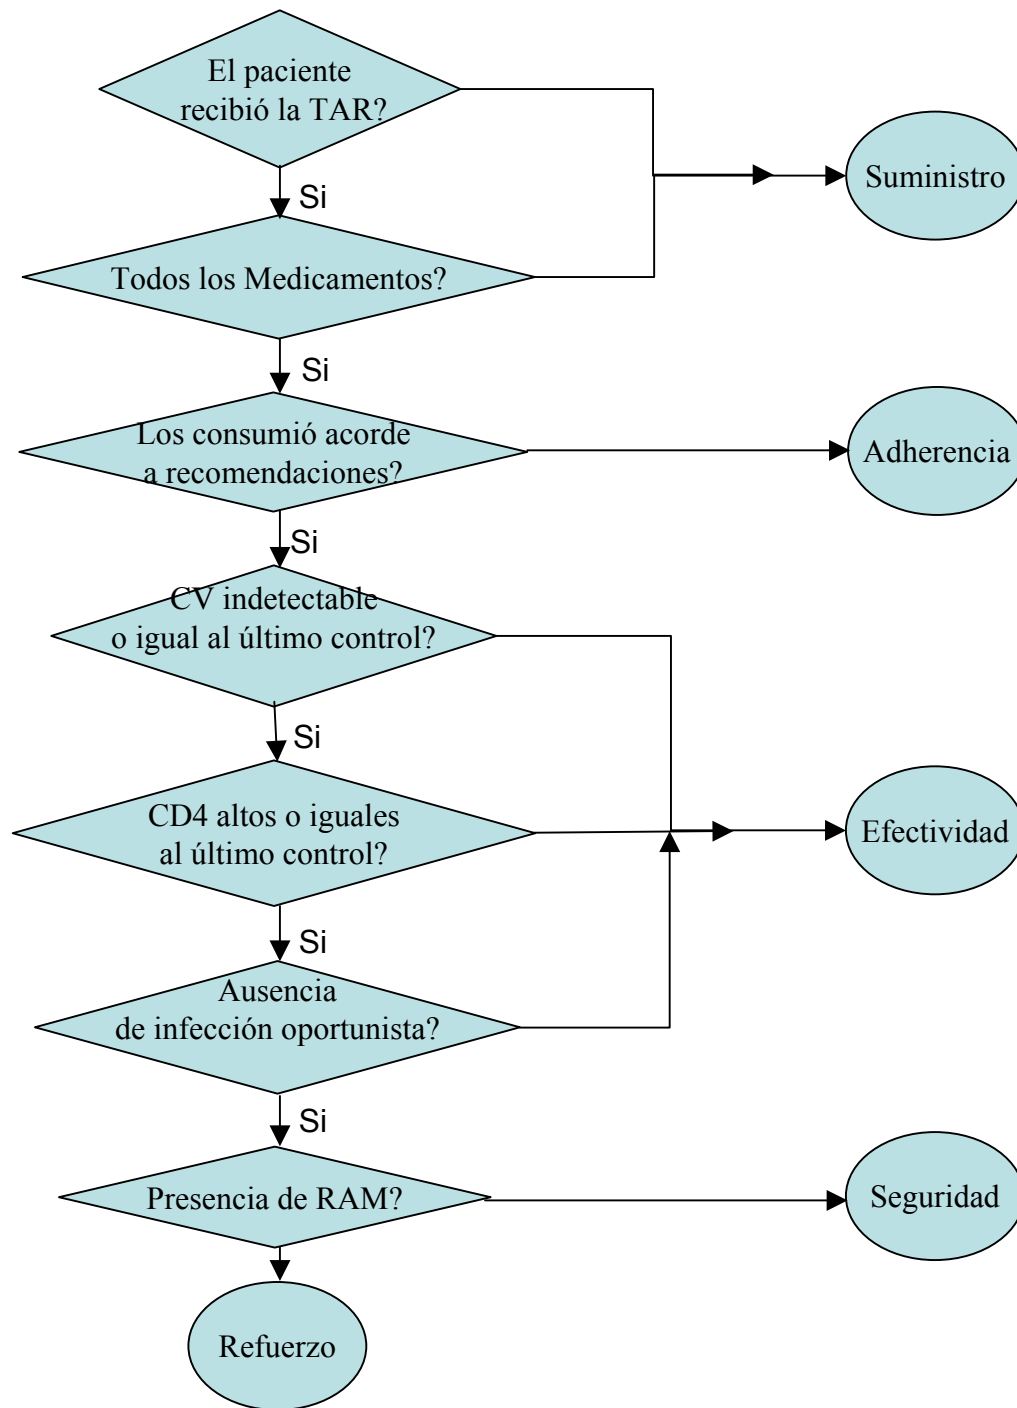 El paciente
recibió la TAR?
Suministro
Si
Todos los Medicamentos?
Si
Los consumió acorde
a recomendaciones?
Adherencia
Si
CV indetectable
o igual al último control?
Si
CD4 altos o iguales
al último control?
Efectividad
Si
Ausencia
de infección oportunista?
Si
Presencia de RAM?
Seguridad
Refuerzo